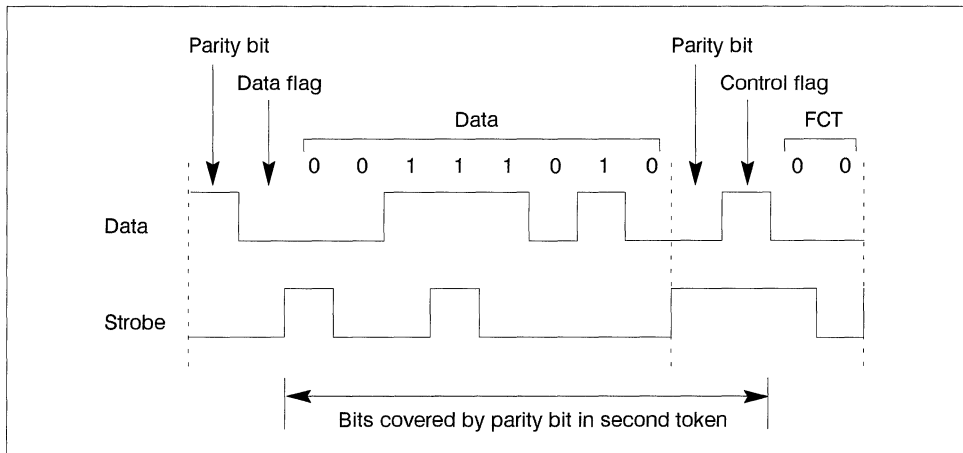 Parity bit
Parity bit
Data flag
Control flag
Data
FCT
0 0 1 1 1 0 1 0
0 0
Data
Strobe
Bits covered by parity bit in second token